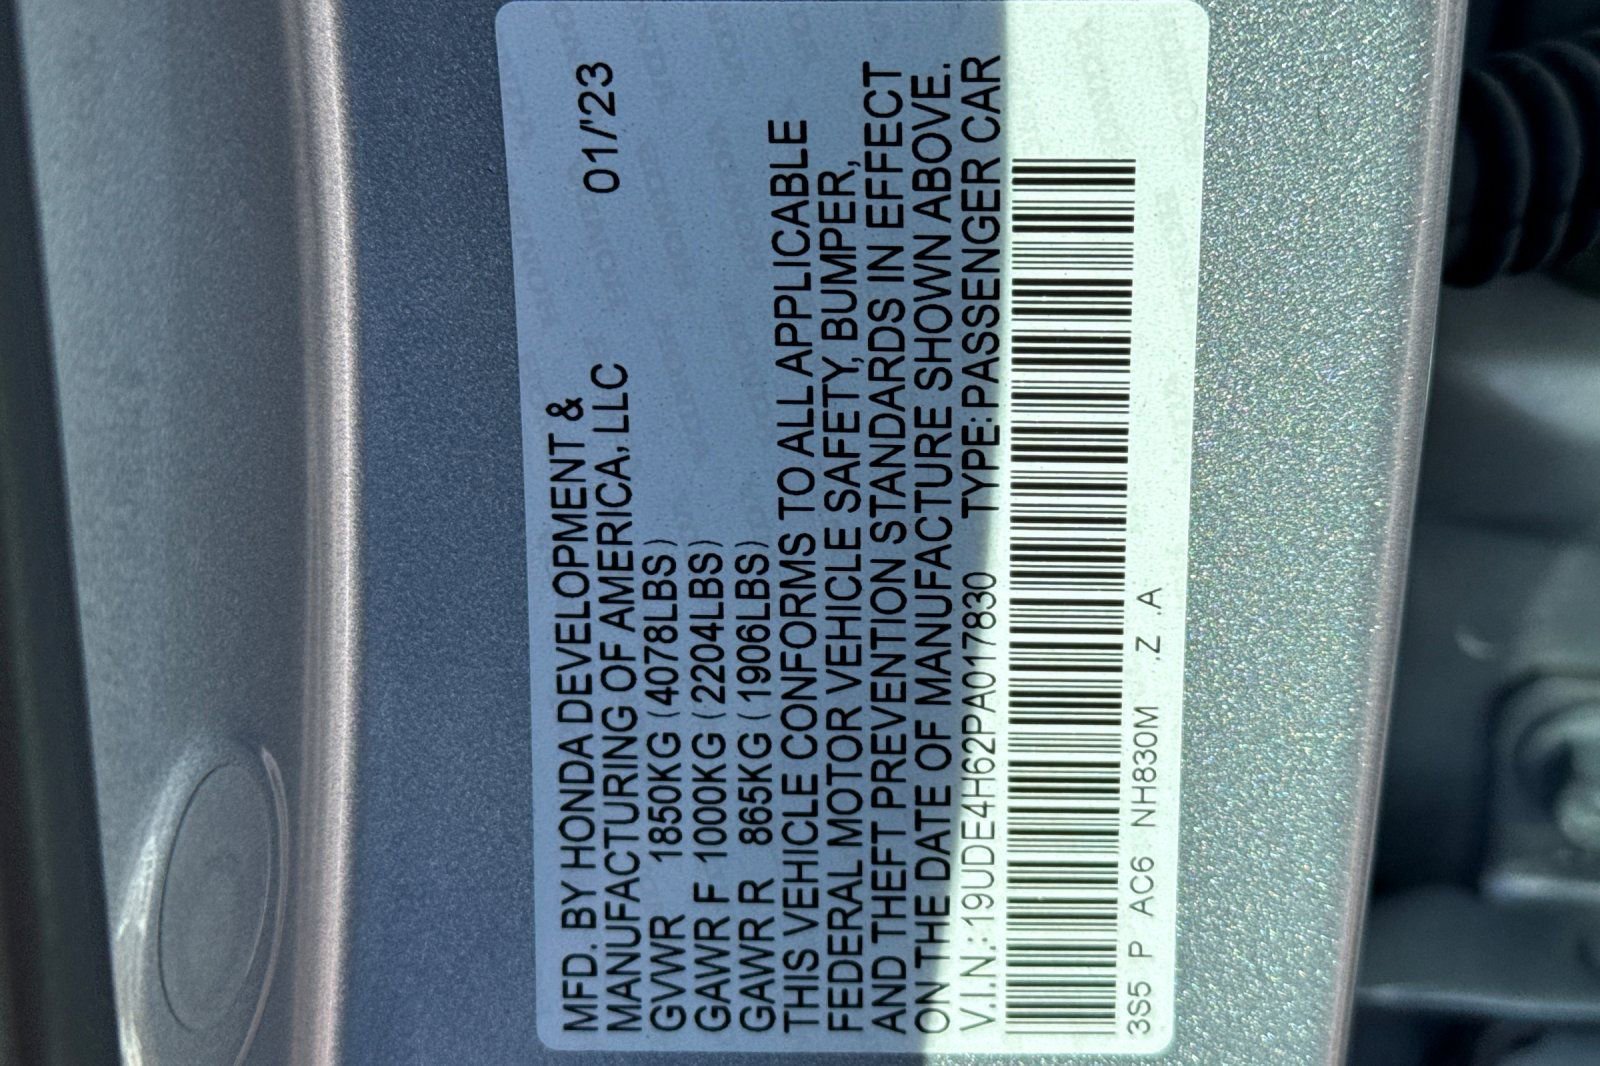 MFD. BY HONDA DEVELOPMENT &
MANUFACTURING OF AMERICA, LLC 01/'23
GVWR 1850KG (4078LBS)
GAWR F 1000KG (2204LBS)
GAWR R 865KG (1906LBS)
THIS VEHICLE CONFORMS TO ALL APPLICABLE
FEDERAL MOTOR VEHICLE SAFETY, BUMPER,
AND THEFT PREVENTION STANDARDS IN EFFECT
ON THE DATE OF MANUFACTURE SHOWN ABOVE.
V.I.N.: 19UDE4H62PA017830 TYPE: PASSENGER CAR
3S5 P AC6 NH830M .Z .A